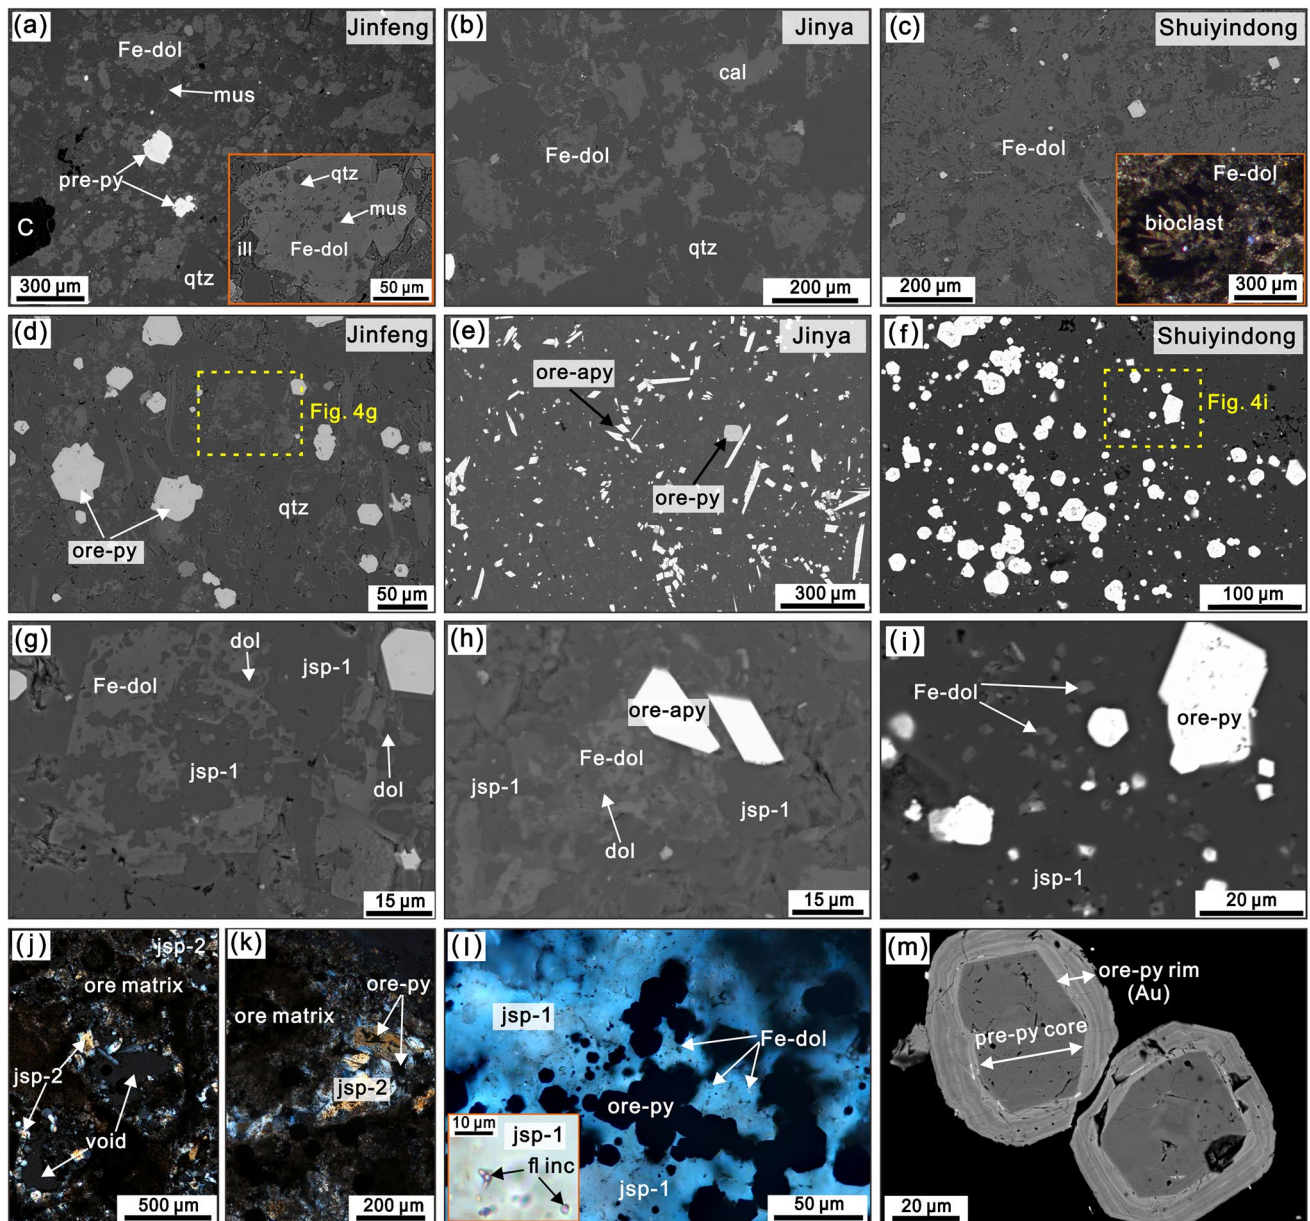 (a)
Jinfeng
Fe-dol
mus
pre-py
C
qtz
300 µm
qtz
mus
ill
Fe-dol
50 µm
(b)
Jinya
cal
Fe-dol
qtz
200 µm
(c)
Shuiyindong
Fe-dol
200 µm
Fe-dol
bioclast
300 µm
(d)
Jinfeng
Fig. 4g
qtz
ore-py
50 µm
(e)
Jinya
ore-apy
ore-py
300 µm
(f)
Shuiyindong
Fig. 4i
100 µm
(g)
dol
jsp-1
Fe-dol
jsp-1
dol
15 µm
(h)
ore-apy
Fe-dol
jsp-1
jsp-1
dol
15 µm
(i)
Fe-dol
ore-py
jsp-1
20 µm
(j)
jsp-2
ore matrix
jsp-2
void
500 µm
(k)
ore-py
ore matrix
jsp-2
200 µm
(l)
jsp-1
Fe-dol
ore-py
10 µm
jsp-1
fl inc
jsp-1
50 µm
(m)
ore-py rim
(Au)
pre-py core
20 µm